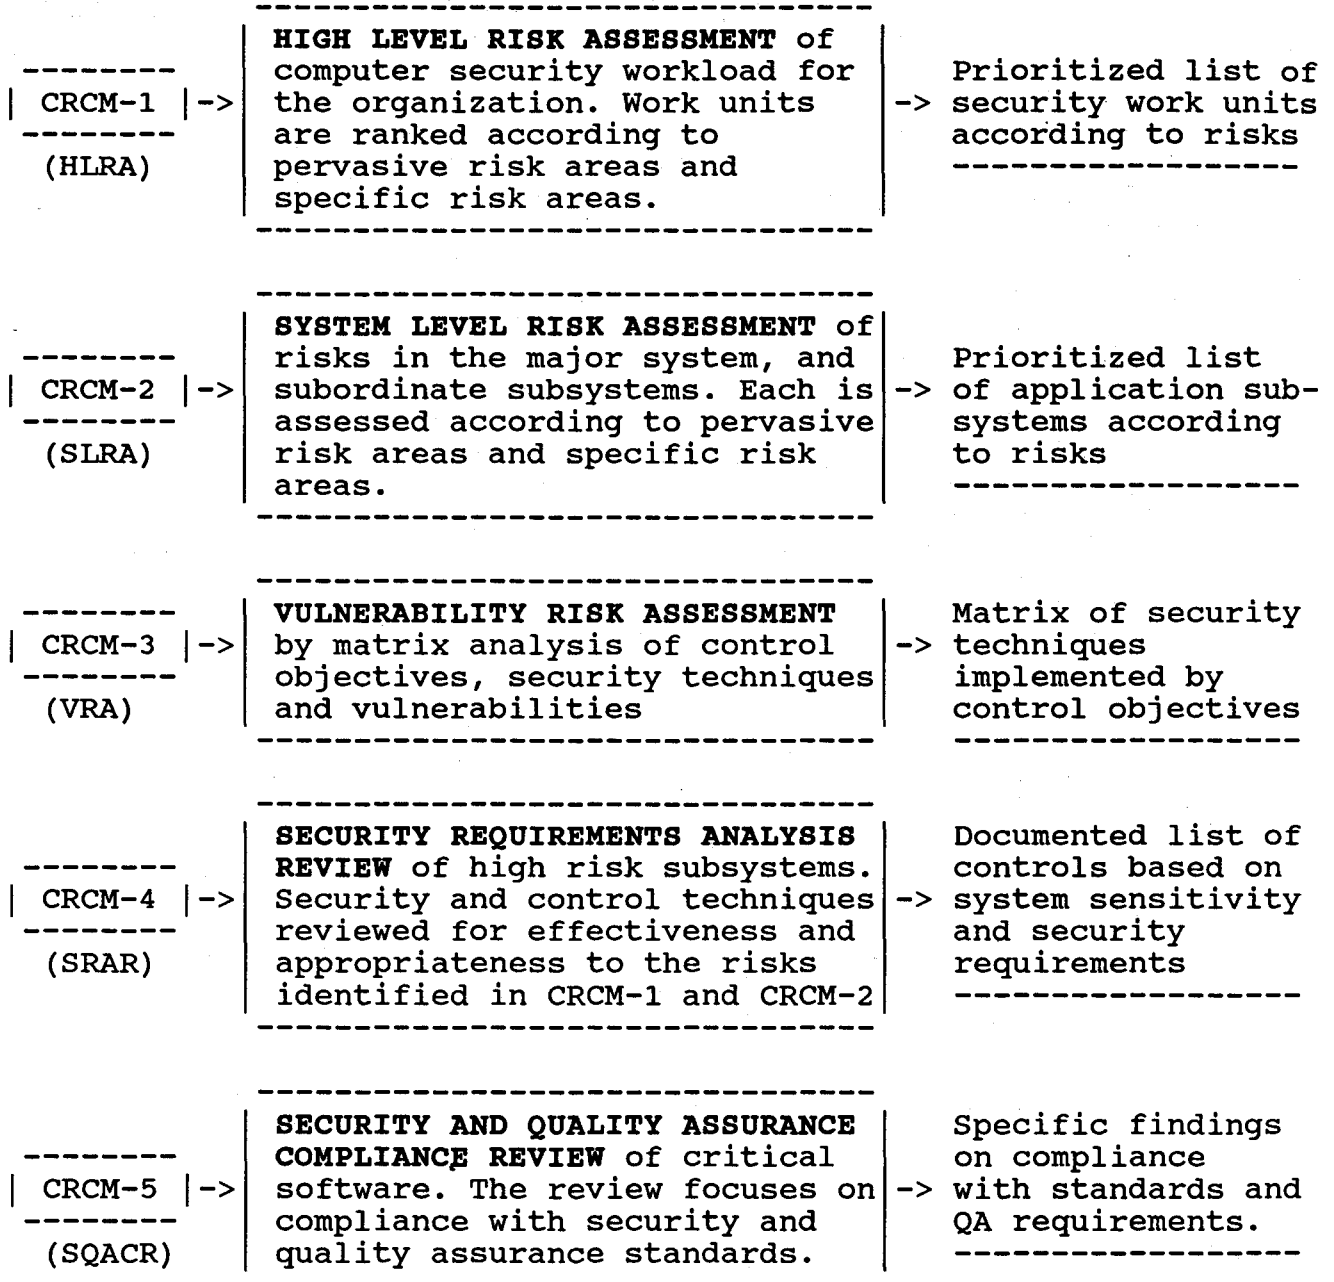 HIGH LEVEL RISK ASSESSMENT of
computer security workload for
the organization. Work units
are ranked according to
pervasive risk areas and
specific risk areas.
| CRCM-1 |->
(HLRA)
-> Prioritized list of
security work units
according to risks
SYSTEM LEVEL RISK ASSESSMENT of
risks in the major system, and
subordinate subsystems. Each is
assessed according to pervasive
risk areas and specific risk
areas.
| CRCM-2 |->
(SLRA)
-> Prioritized list
of application sub-
systems according
to risks
VULNERABILITY RISK ASSESSMENT
by matrix analysis of control
objectives, security techniques
and vulnerabilities
| CRCM-3 |->
(VRA)
-> Matrix of security
techniques
implemented by
control objectives
SECURITY REQUIREMENTS ANALYSIS
REVIEW of high risk subsystems.
Security and control techniques
reviewed for effectiveness and
appropriateness to the risks
identified in CRCM-1 and CRCM-2
| CRCM-4 |->
(SRAR)
-> Documented list of
controls based on
system sensitivity
and security
requirements
SECURITY AND QUALITY ASSURANCE
COMPLIANCE REVIEW of critical
software. The review focuses on
compliance with security and
quality assurance standards.
| CRCM-5 |->
(SQACR)
-> Specific findings
on compliance
with standards and
QA requirements.